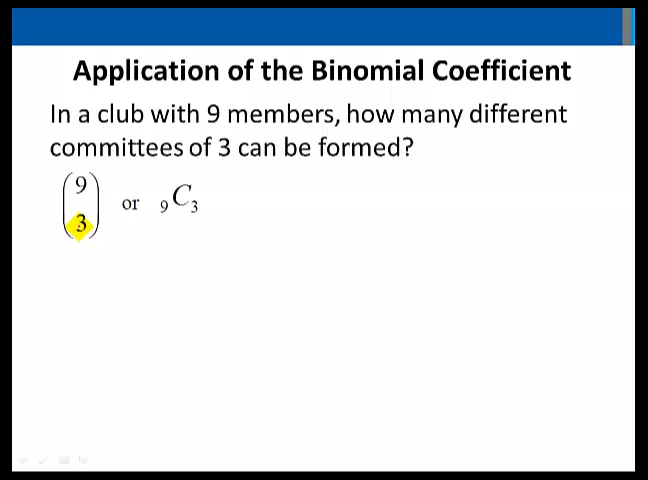 Application of the Binomial Coefficient
In a club with 9 members, how many different
committees of 3 can be formed?
(9
3) or ₉C₃